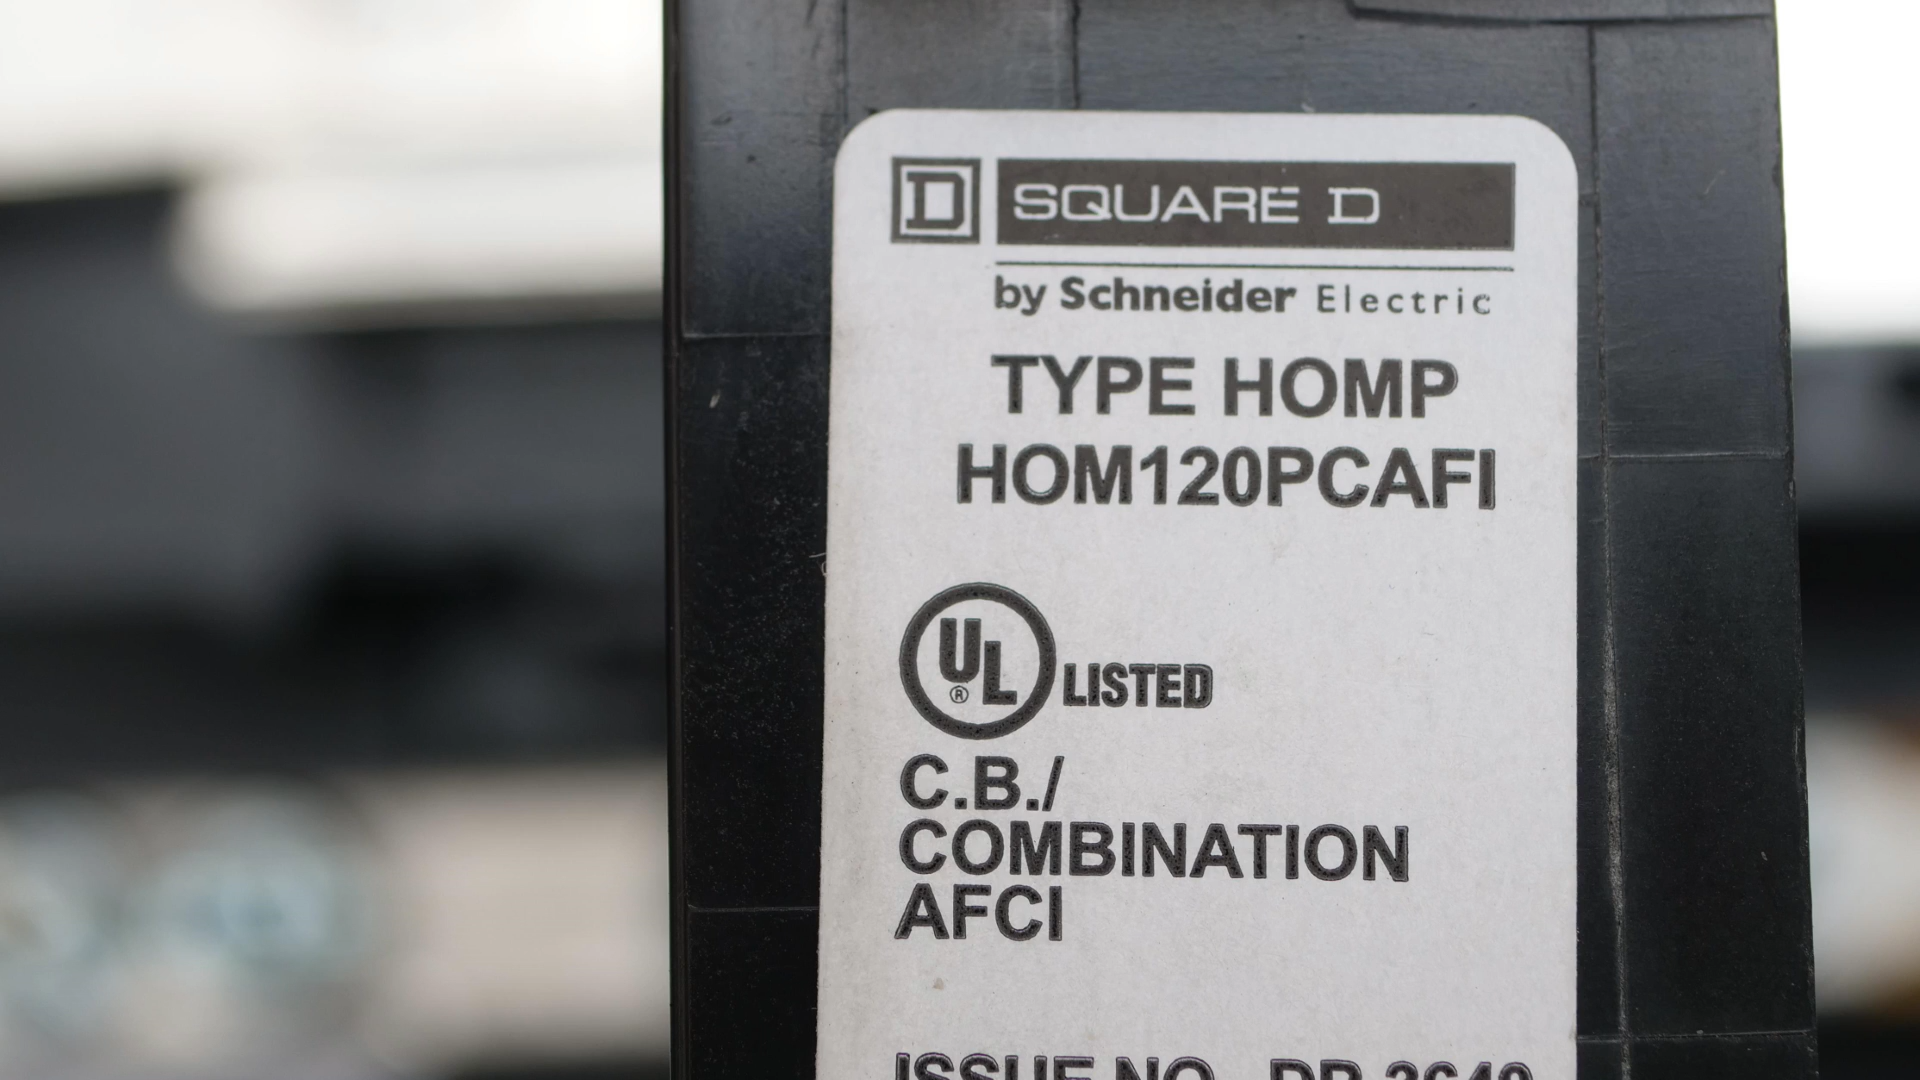 D SQUARE D
by Schneider Electric
TYPE HOMP
HOM120PCAFI
UL® LISTED
C.B./
COMBINATION
AFCI
ISSUE NO.